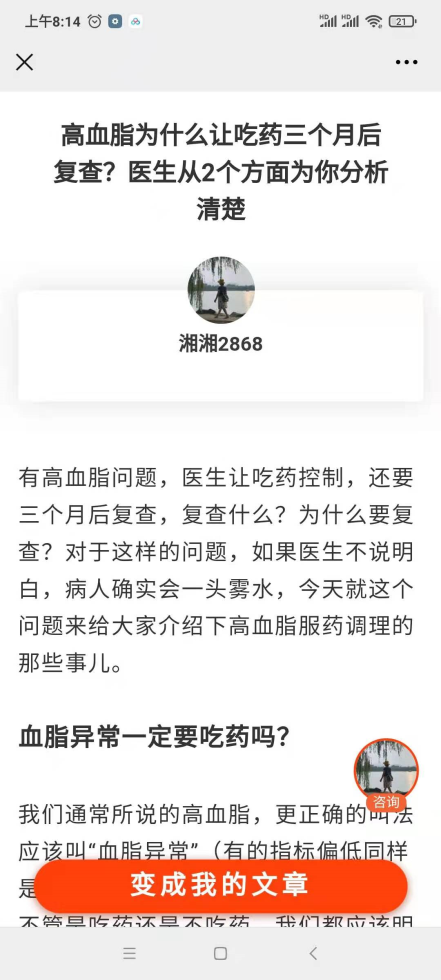 上午8:14
HD HD 21
高血脂为什么让吃药三个月后
复查？医生从2个方面为你分析
清楚
湘湘2868
有高血脂问题，医生让吃药控制，还要
三个月后复查，复查什么？为什么要复
查？对于这样的问题，如果医生不说明
白，病人确实会一头雾水，今天就这个
问题来给大家介绍下高血脂服药调理的
那些事儿。
血脂异常一定要吃药吗？
咨询
我们通常所说的高血脂，更正确的叫法
应该叫“血脂异常”（有的指标偏低同样
是
变成我的文章
不管是吃药还是不吃药，我们都应该明